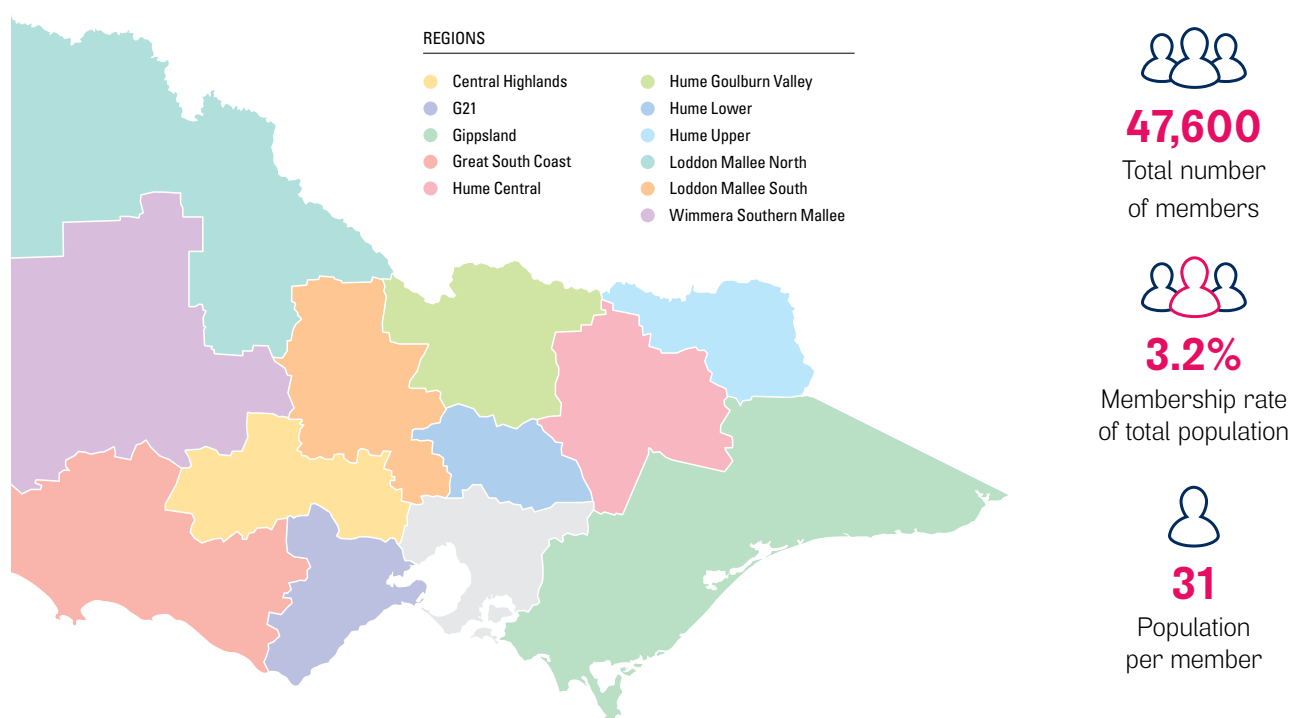 REGIONS
Central Highlands
G21
Gippsland
Great South Coast
Hume Central
Hume Goulburn Valley
Hume Lower
Hume Upper
Loddon Mallee North
Loddon Mallee South
Wimmera Southern Mallee
47,600
Total number
of members
3.2%
Membership rate
of total population
31
Population
per member